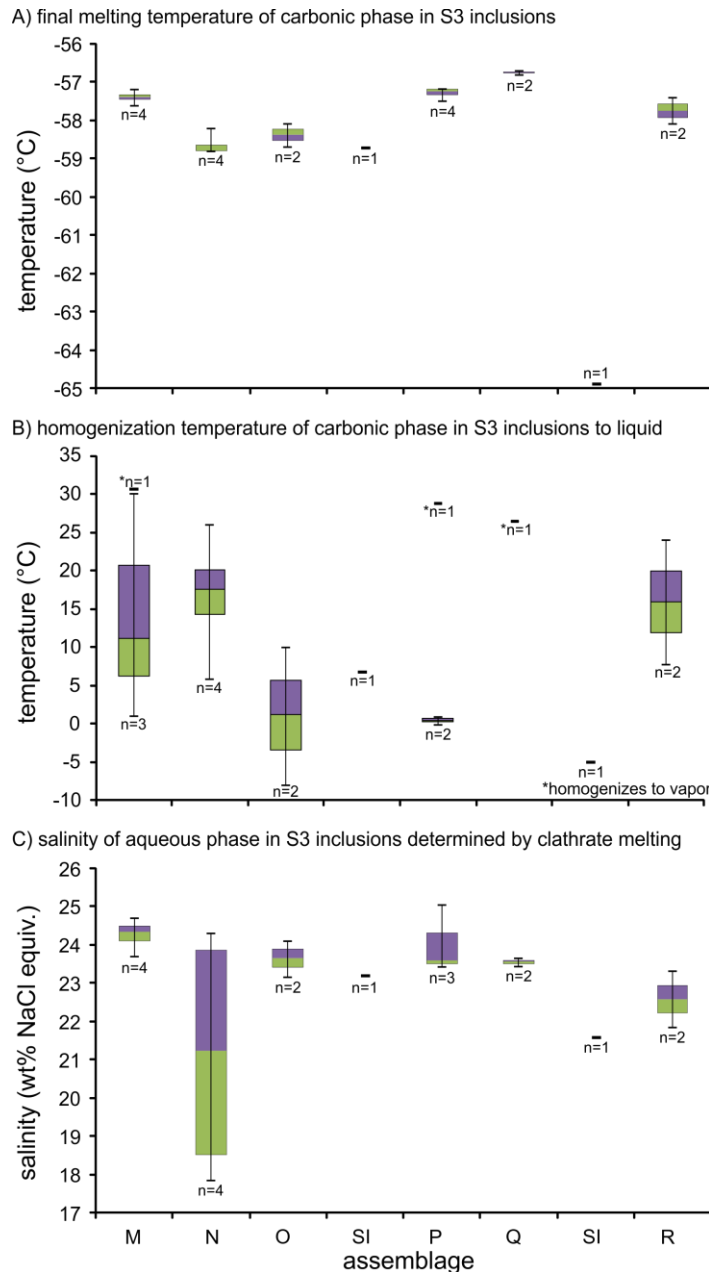 A) final melting temperature of carbonic phase in S3 inclusions
temperature (°C)
-56
-57
-58
-59
-60
-61
-62
-63
-64
-65
n=4
n=4
n=2
n=1
n=4
n=2
n=1
n=2
B) homogenization temperature of carbonic phase in S3 inclusions to liquid
temperature (°C)
35
30
25
20
15
10
5
0
-5
-10
*n=1
n=3
n=4
n=2
n=1
*n=1
n=2
*n=1
n=1
n=2
*homogenizes to vapor
C) salinity of aqueous phase in S3 inclusions determined by clathrate melting
salinity (wt% NaCl equiv.)
26
25
24
23
22
21
20
19
18
17
n=4
n=4
n=2
n=1
n=3
n=2
n=1
n=2
M N O SI P Q SI R
assemblage